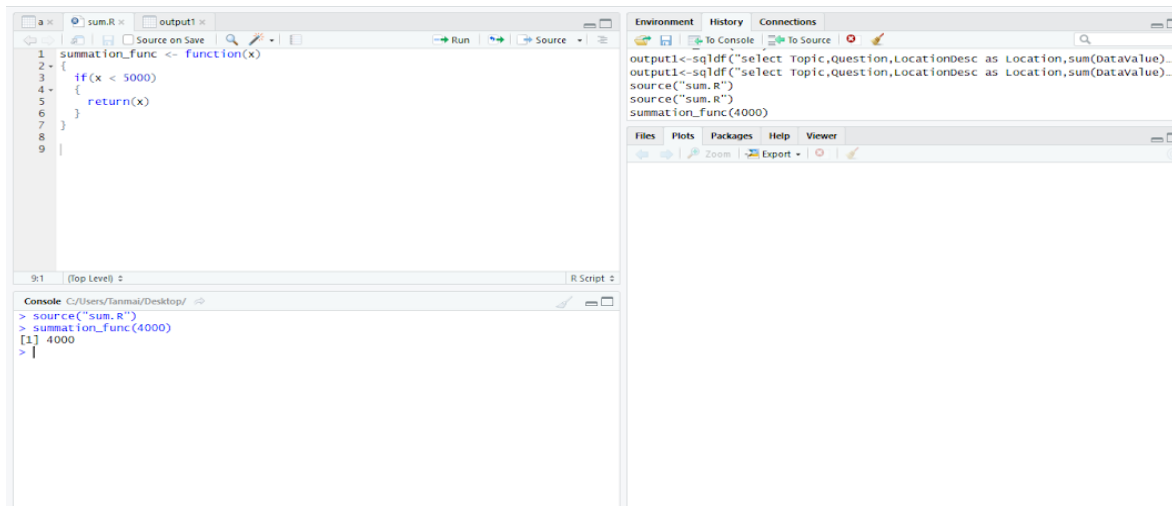 a × sum.R × output1 ×
Source on Save Run Source
1 summation_func <- function(x)
2 {
3 if(x < 5000)
4 {
5 return(x)
6 }
7 }
8
9
9:1 (Top Level) R Script
Console C:/Users/Tanmai/Desktop/
> source("sum.R")
> summation_func(4000)
[1] 4000
>
Environment History Connections
To Console To Source
output1<-sqldf("select Topic,Question,LocationDesc as Location,sum(DataValue)…
output1<-sqldf("select Topic,Question,LocationDesc as Location,sum(DataValue)…
source("sum.R")
source("sum.R")
summation_func(4000)
Files Plots Packages Help Viewer
Zoom Export